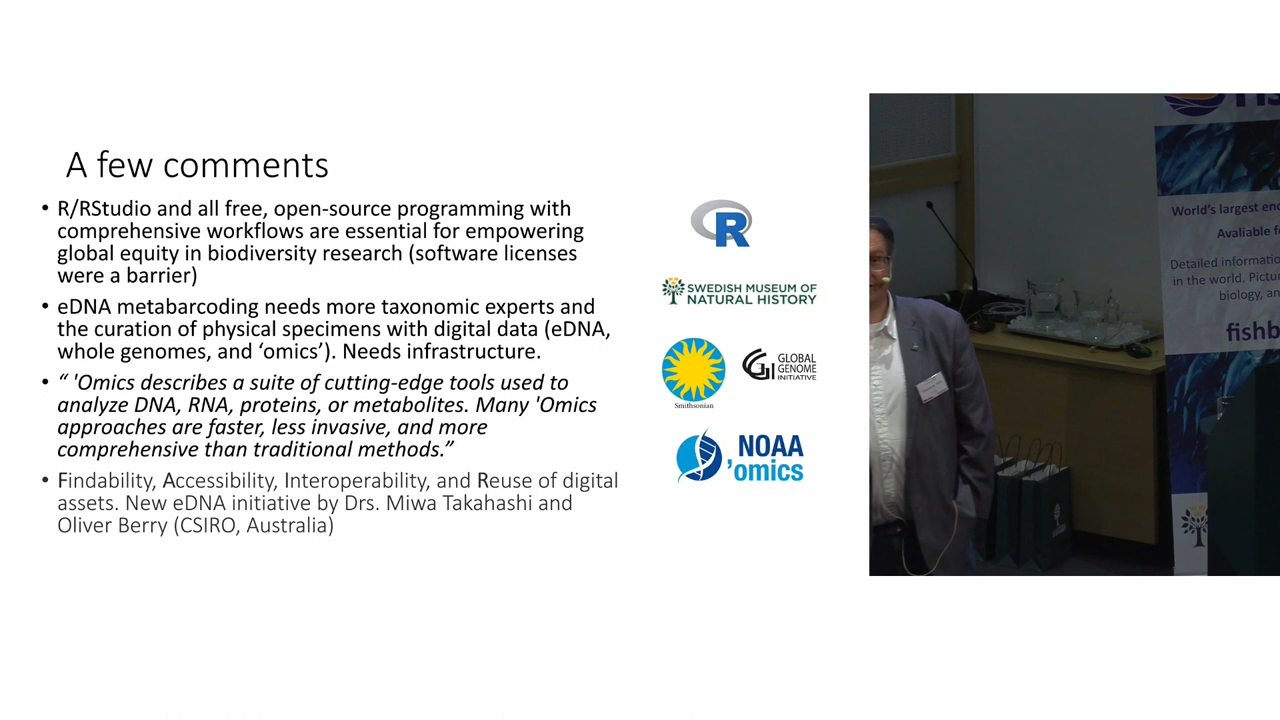 A few comments
• R/RStudio and all free, open-source programming with
comprehensive workflows are essential for empowering
global equity in biodiversity research (software licenses
were a barrier)
• eDNA metabarcoding needs more taxonomic experts and
the curation of physical specimens with digital data (eDNA,
whole genomes, and ‘omics’). Needs infrastructure.
• “ 'Omics describes a suite of cutting-edge tools used to
analyze DNA, RNA, proteins, or metabolites. Many 'Omics
approaches are faster, less invasive, and more
comprehensive than traditional methods.”
• Findability, Accessibility, Interoperability, and Reuse of digital
assets. New eDNA initiative by Drs. Miwa Takahashi and
Oliver Berry (CSIRO, Australia)
R
SWEDISH MUSEUM OF
NATURAL HISTORY
Smithsonian
GLOBAL
GENOME
INITIATIVE
NOAA
’omics
World's largest
Avaliable
Detailed
in the world.
biology,
fishb